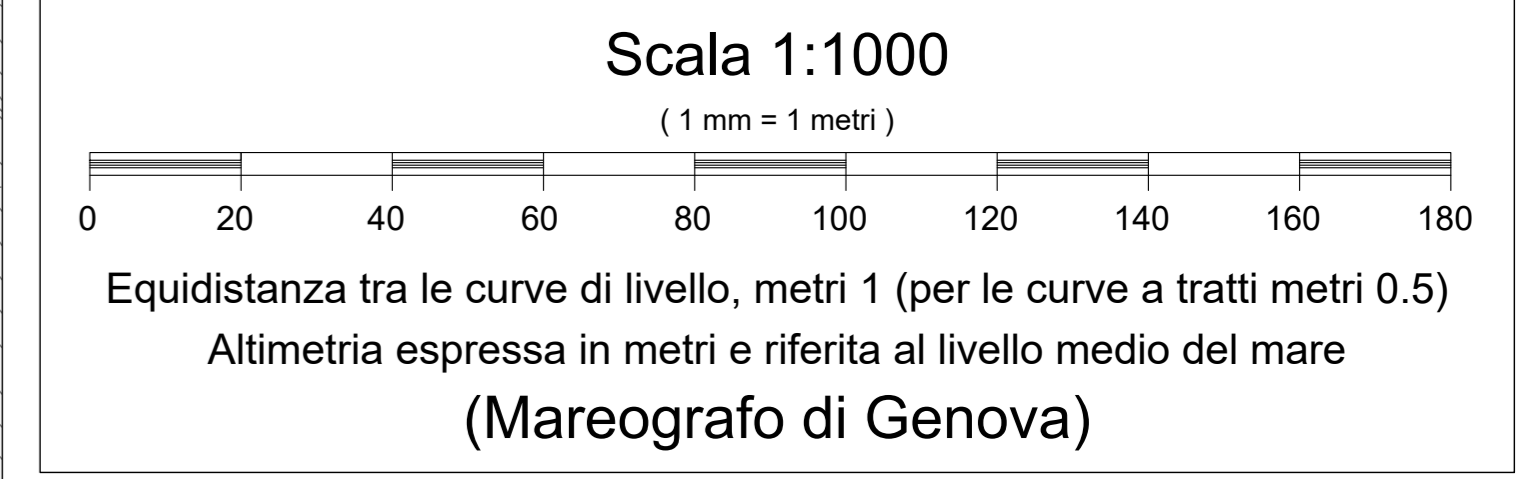 Scala 1:1000
( 1 mm = 1 metri )
0 20 40 60 80 100 120 140 160 180
Equidistanza tra le curve di livello, metri 1 (per le curve a tratti metri 0.5)
Altimetria espressa in metri e riferita al livello medio del mare
(Mareografo di Genova)